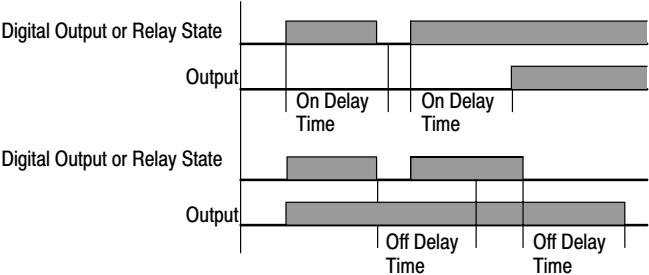 Digital Output or Relay State
Output
On Delay
Time
On Delay
Time
Digital Output or Relay State
Output
Off Delay
Time
Off Delay
Time